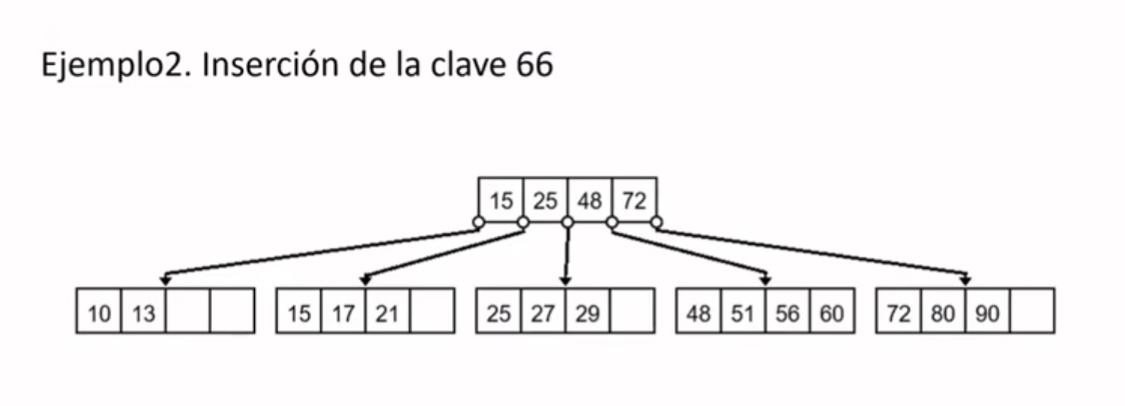 Ejemplo2. Inserción de la clave 66
15 25 48 72
10 13 15 17 21 25 27 29 48 51 56 60 72 80 90